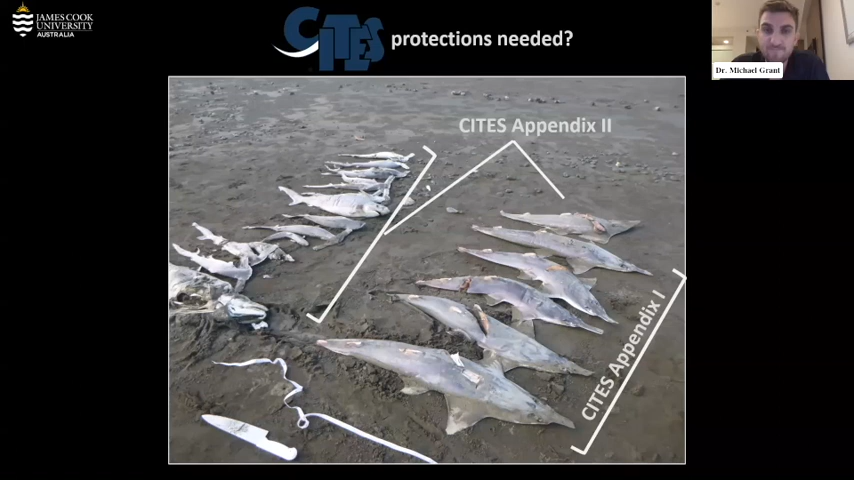 JAMES COOK
UNIVERSITY
AUSTRALIA
CITES protections needed?
Dr. Michael Grant
CITES Appendix II
CITES Appendix I